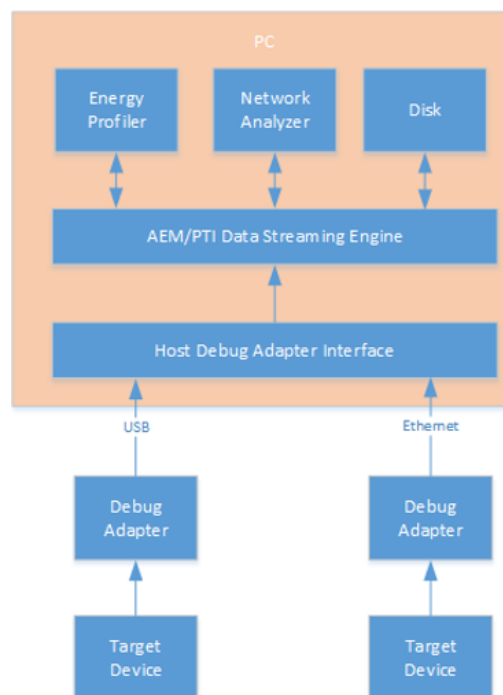 PC
Energy
Profiler
Network
Analyzer
Disk
AEM/PTI Data Streaming Engine
Host Debug Adapter Interface
USB
Ethernet
Debug
Adapter
Debug
Adapter
Target
Device
Target
Device